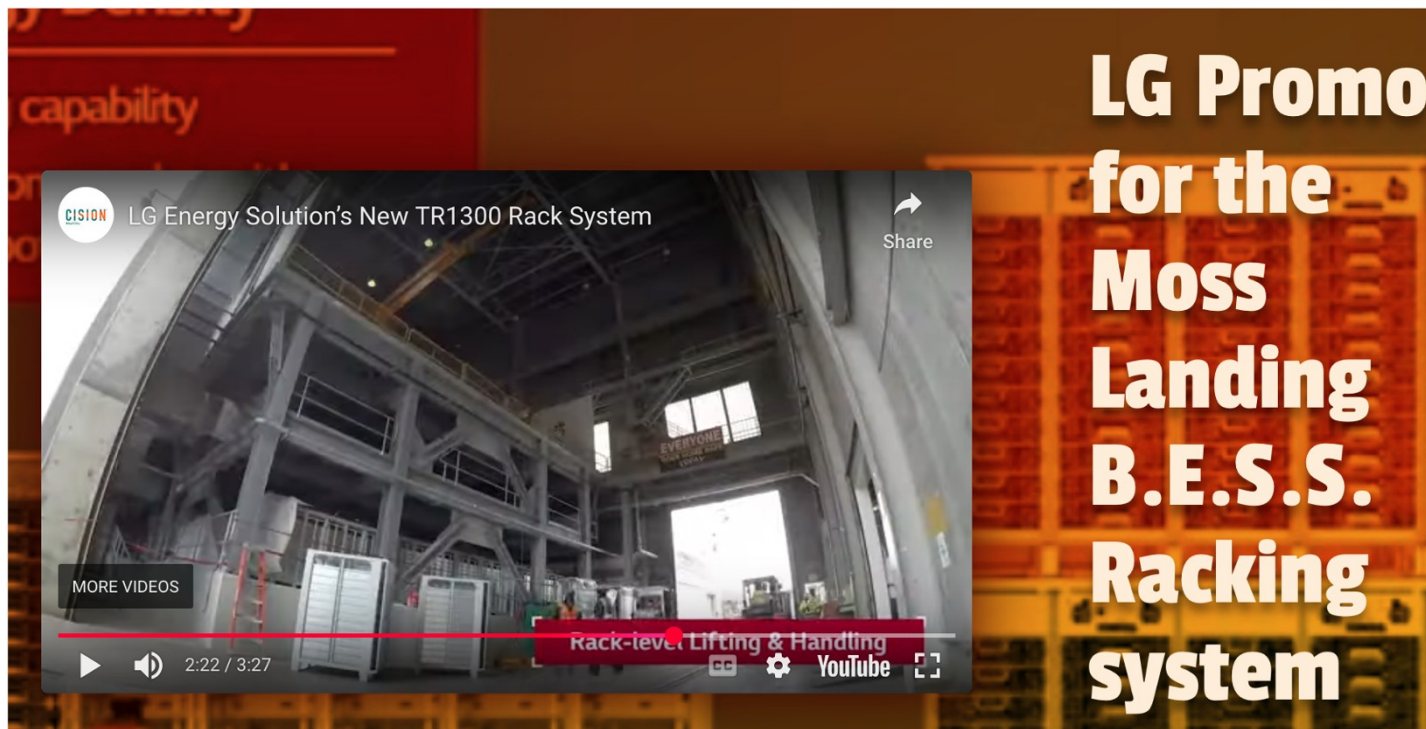 y Density
capability
CISION
LG Energy Solution's New TR1300 Rack System
Share
EVERYONE
MORE VIDEOS
Rack-level Lifting & Handling
2:22 / 3:27
CC
YouTube
LG Promo
for the
Moss
Landing
B.E.S.S.
Racking
system